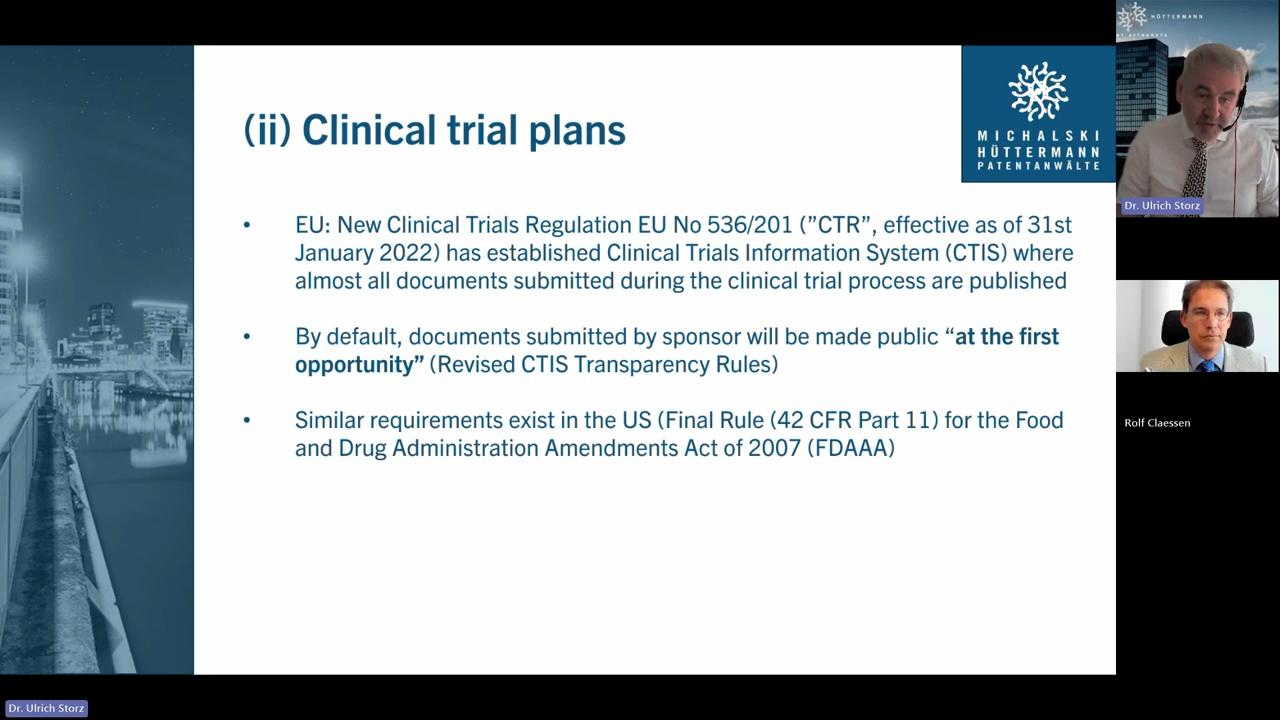 (ii) Clinical trial plans
MICHALSKI
HÜTTERMANN
PATENTANWÄLTE
• EU: New Clinical Trials Regulation EU No 536/201 (”CTR”, effective as of 31st
January 2022) has established Clinical Trials Information System (CTIS) where
almost all documents submitted during the clinical trial process are published
• By default, documents submitted by sponsor will be made public “at the first
opportunity” (Revised CTIS Transparency Rules)
• Similar requirements exist in the US (Final Rule (42 CFR Part 11) for the Food
and Drug Administration Amendments Act of 2007 (FDAAA)
HÜTTERMANN
Dr. Ulrich Storz
Rolf Claessen
Dr. Ulrich Storz